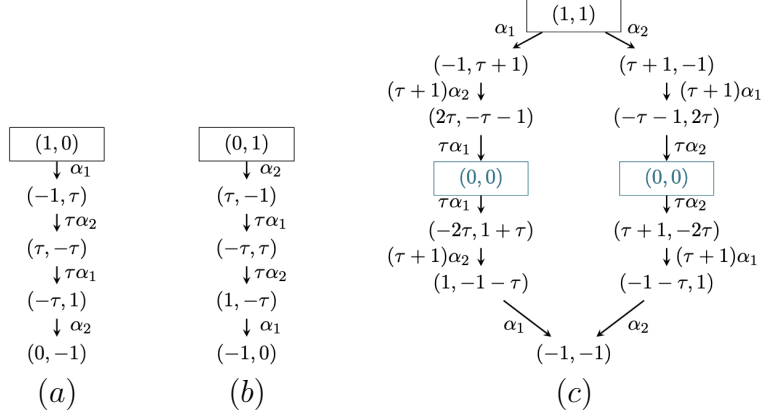 (1, 1)
α₁ α₂
(-1, τ + 1) (τ + 1, -1)
(τ + 1)α₂ (τ + 1)α₁
(2τ, -τ - 1) (-τ - 1, 2τ)
τα₁ τα₂
(1, 0) (0, 1)
α₁ α₂
(0, 0) (0, 0)
(-1, τ) (τ, -1)
τα₁ τα₂
τα₂ τα₁
(-2τ, 1 + τ) (τ + 1, -2τ)
(τ, -τ) (-τ, τ)
(τ + 1)α₂ (τ + 1)α₁
τα₁ τα₂
(1, -1 - τ) (-1 - τ, 1)
(-τ, 1) (1, -τ)
α₂ α₁
α₁ α₂
(0, -1) (-1, 0) (-1, -1)
(a) (b) (c)